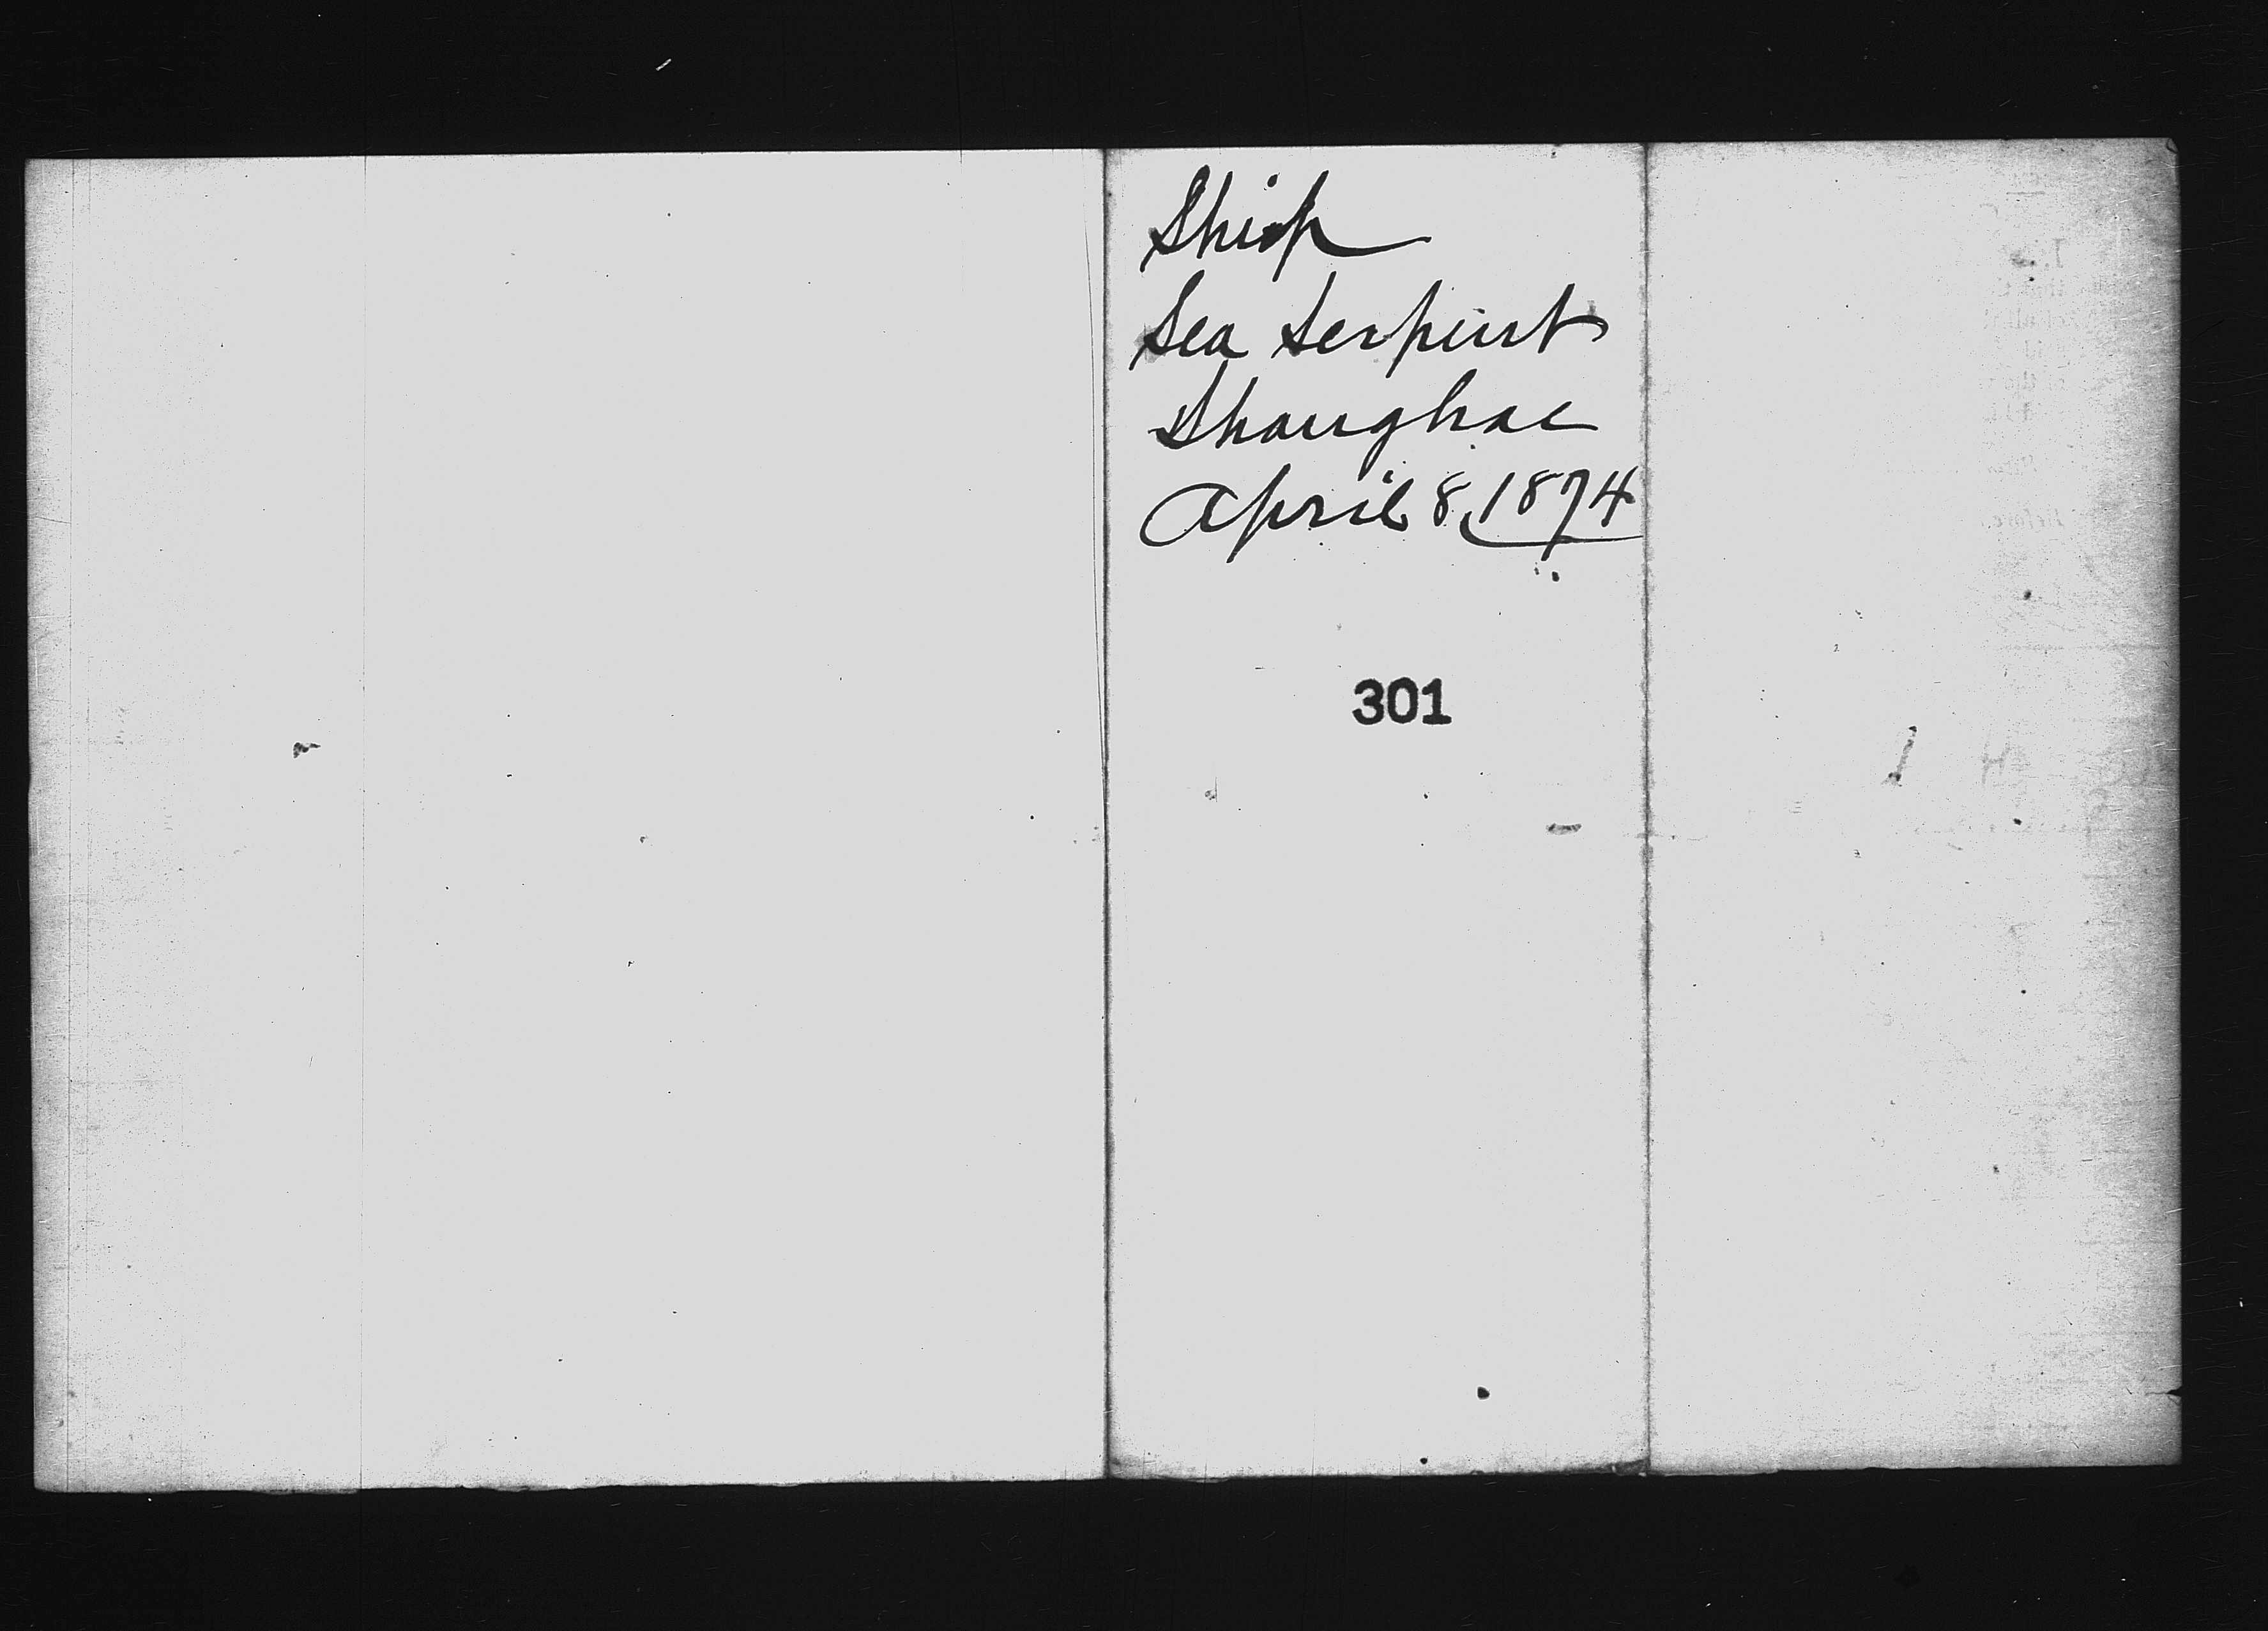 Ship
Sea Serpent
Shanghae
April 8, 1874
301